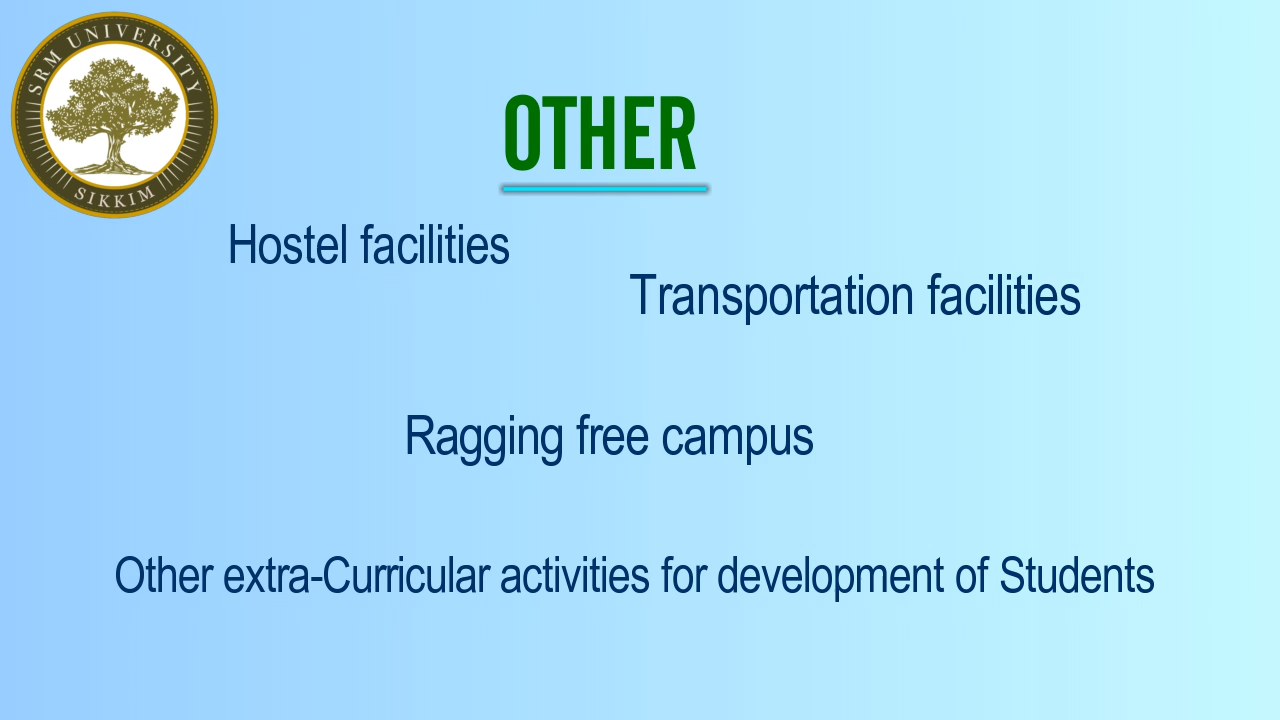 SRM UNIVERSITY
SIKKIM
OTHER
Hostel facilities
Transportation facilities
Ragging free campus
Other extra-Curricular activities for development of Students